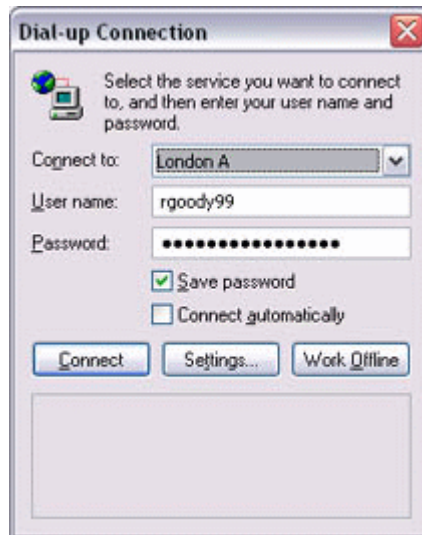 Dial-up Connection
Select the service you want to connect
to, and then enter your user name and
password.
Connect to: London A
User name: rgoody99
Password: ●●●●●●●●●●●●●●●●
Save password
Connect automatically
Connect Settings... Work Offline